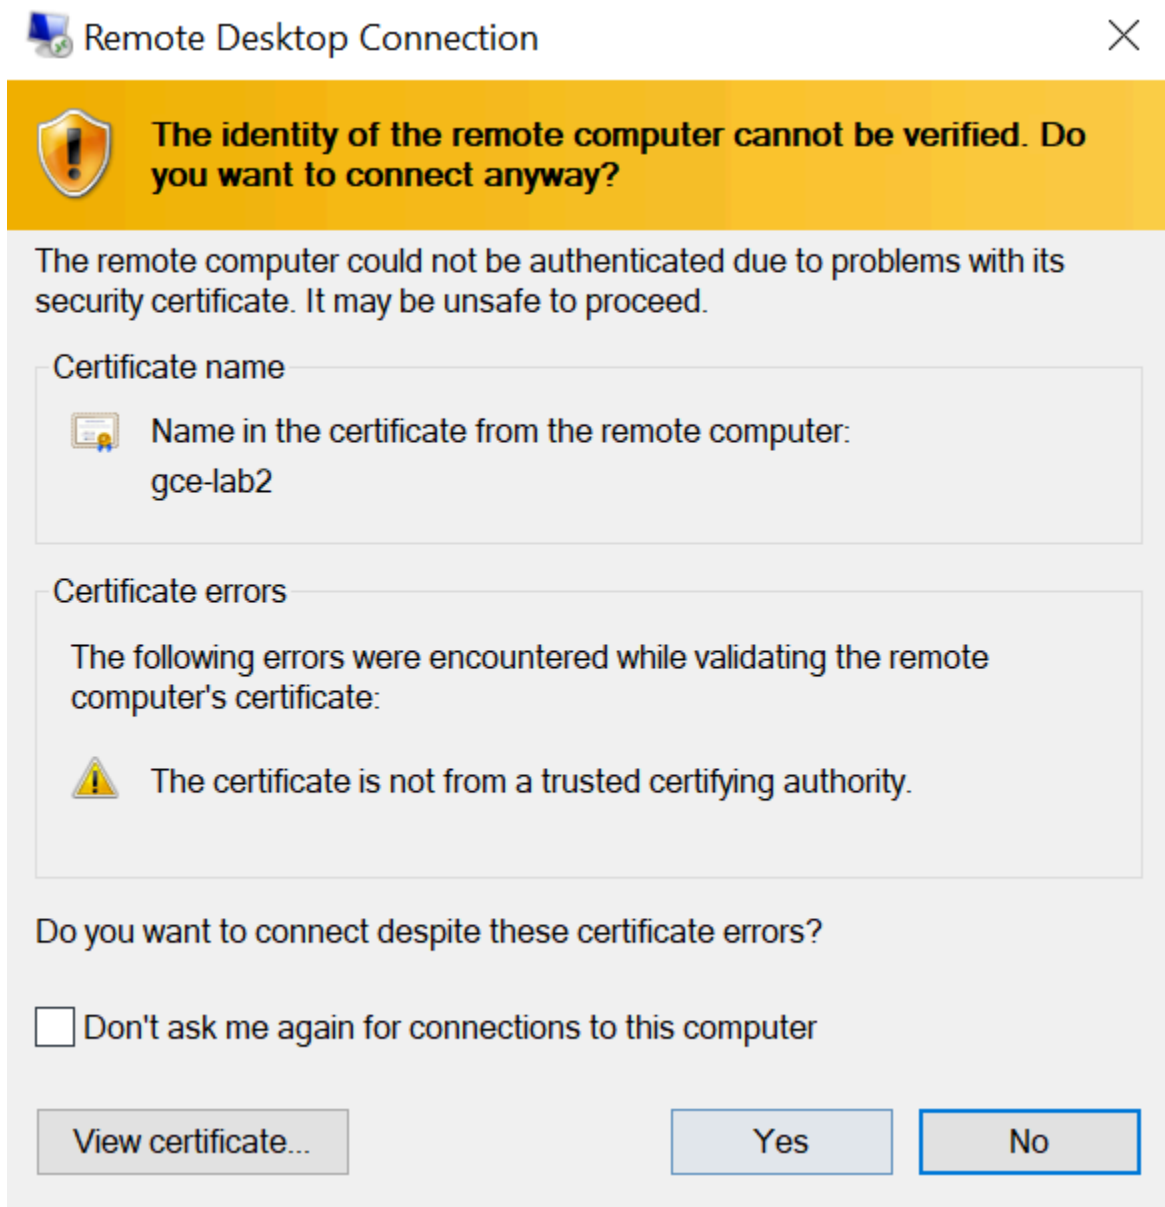 Remote Desktop Connection
The identity of the remote computer cannot be verified. Do
you want to connect anyway?
The remote computer could not be authenticated due to problems with its
security certificate. It may be unsafe to proceed.
Certificate name
Name in the certificate from the remote computer:
gce-lab2
Certificate errors
The following errors were encountered while validating the remote
computer's certificate:
The certificate is not from a trusted certifying authority.
Do you want to connect despite these certificate errors?
Don't ask me again for connections to this computer
View certificate... Yes No